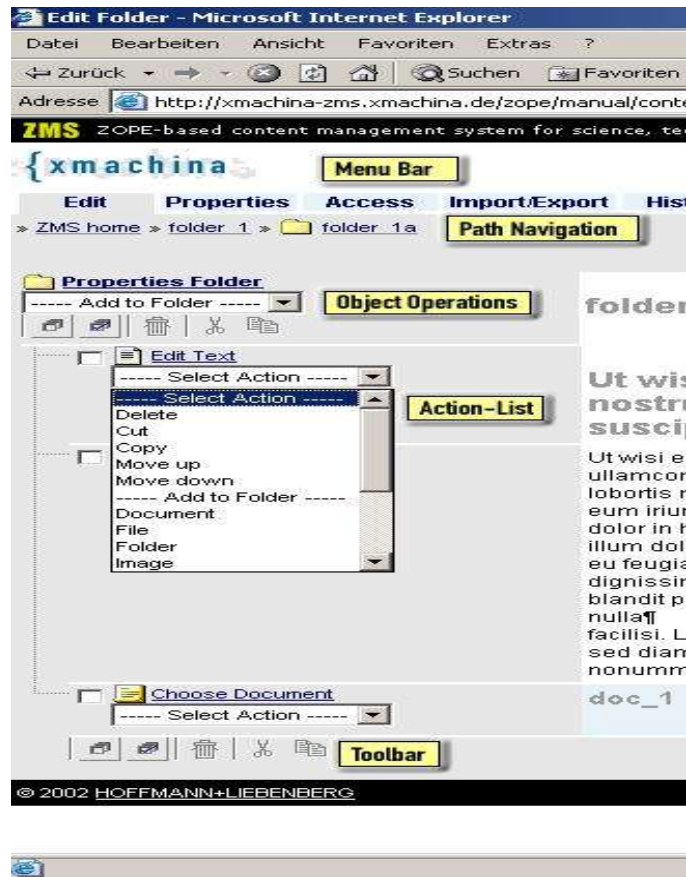 Edit Folder - Microsoft Internet Explorer
Datei Bearbeiten Ansicht Favoriten Extras ?
Zurück Suchen Favoriten
Adresse http://xmachina-zms.xmachina.de/zope/manual/conte
ZMS ZOPE-based content management system for science, te
{xmachina Menu Bar
Edit Properties Access Import/Export Hist
» ZMS home » folder_1 » folder_1a Path Navigation
Properties Folder
----- Add to Folder ----- Object Operations
folder
Edit Text
----- Select Action -----
----- Select Action ----- Action-List
Delete
Cut
Copy
Move up
Move down
----- Add to Folder -----
Document
File
Folder
Image
Ut wis
nostru
suscip
Ut wisi e
ullamcor
lobortis n
eum iriur
dolor in h
illum dol
eu feugia
dignissin
blandit p
nulla¶
facilisi. L
sed diam
nonumm
Choose Document
----- Select Action -----
doc_1
Toolbar
© 2002 HOFFMANN+LIEBENBERG